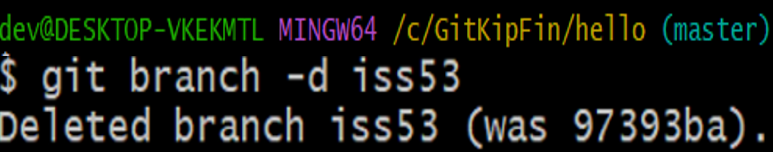 dev@DESKTOP-VKEKMTL MINGW64 /c/GitKipFin/hello (master)
$ git branch -d iss53
Deleted branch iss53 (was 97393ba).